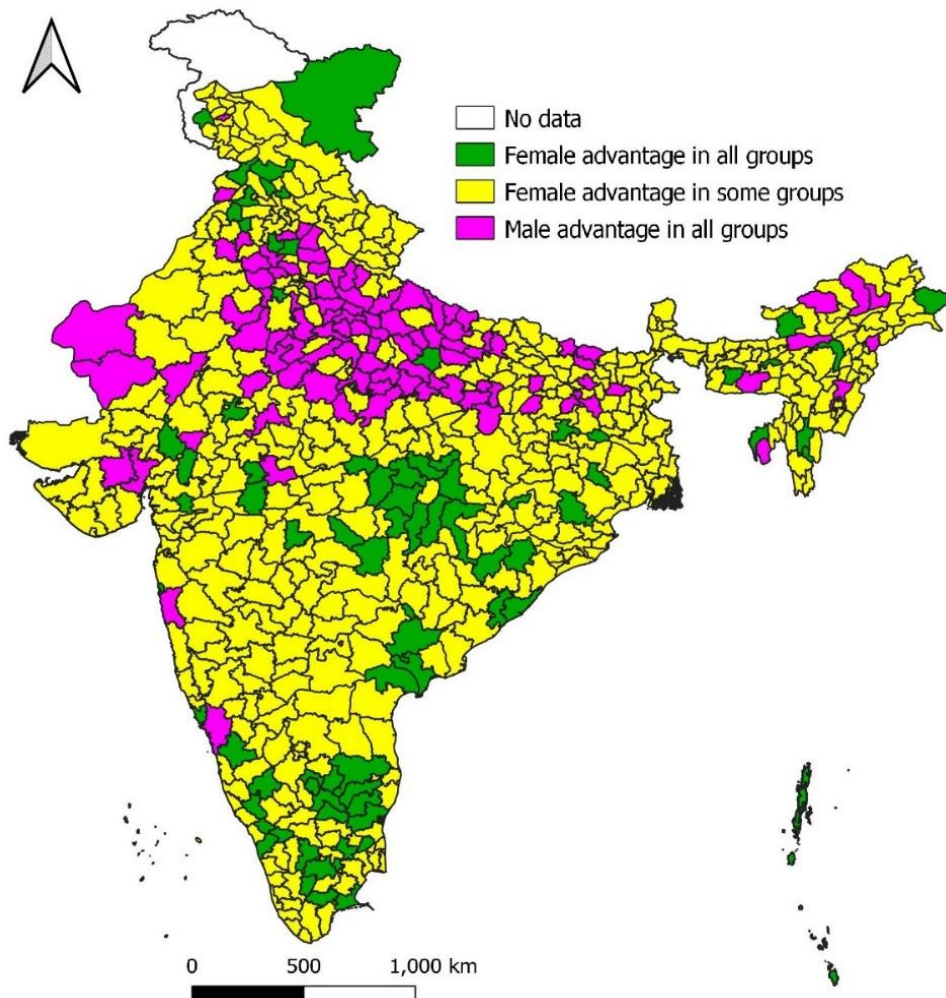 No data
Female advantage in all groups
Female advantage in some groups
Male advantage in all groups
0 500 1,000 km